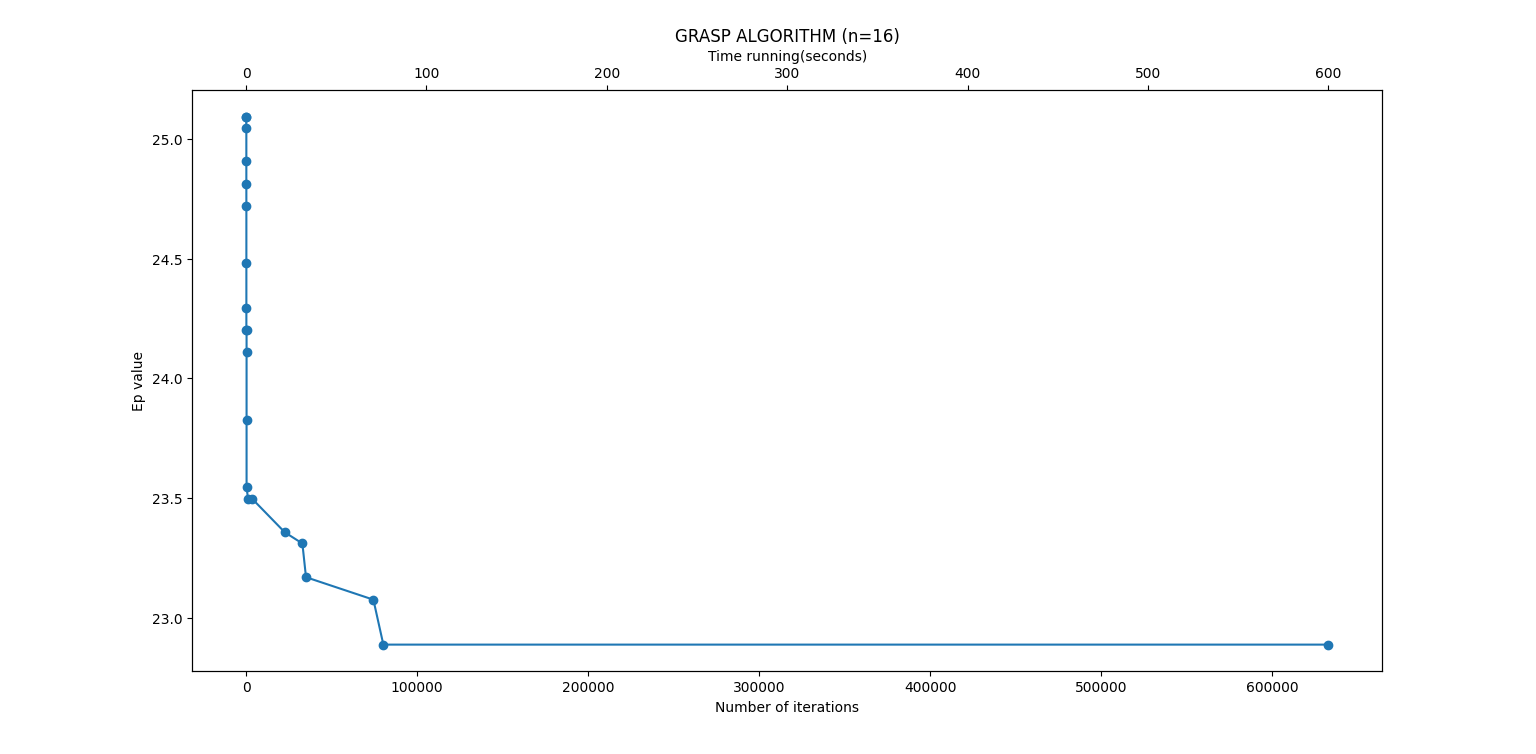 GRASP ALGORITHM (n=16)
Time running(seconds)
0 100 200 300 400 500 600
25.0
24.5
24.0
23.5
23.0
Ep value
0 100000 200000 300000 400000 500000 600000
Number of iterations